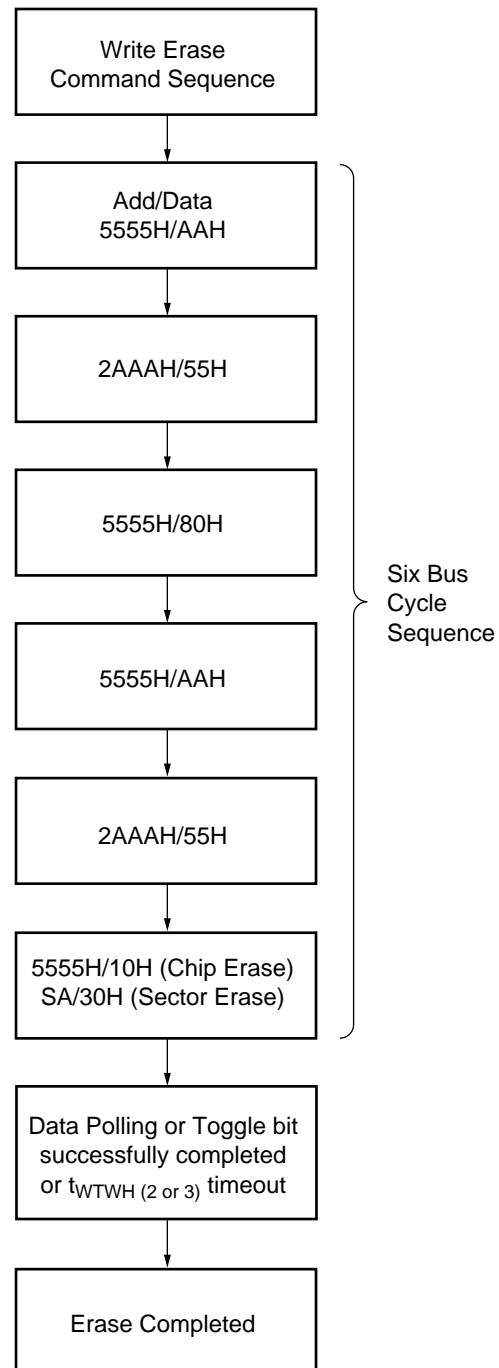 Write Erase
Command Sequence
Add/Data
5555H/AAH
2AAAH/55H
5555H/80H
5555H/AAH
2AAAH/55H
5555H/10H (Chip Erase)
SA/30H (Sector Erase)
Six Bus
Cycle
Sequence
Data Polling or Toggle bit
successfully completed
or tWTWH (2 or 3) timeout
Erase Completed